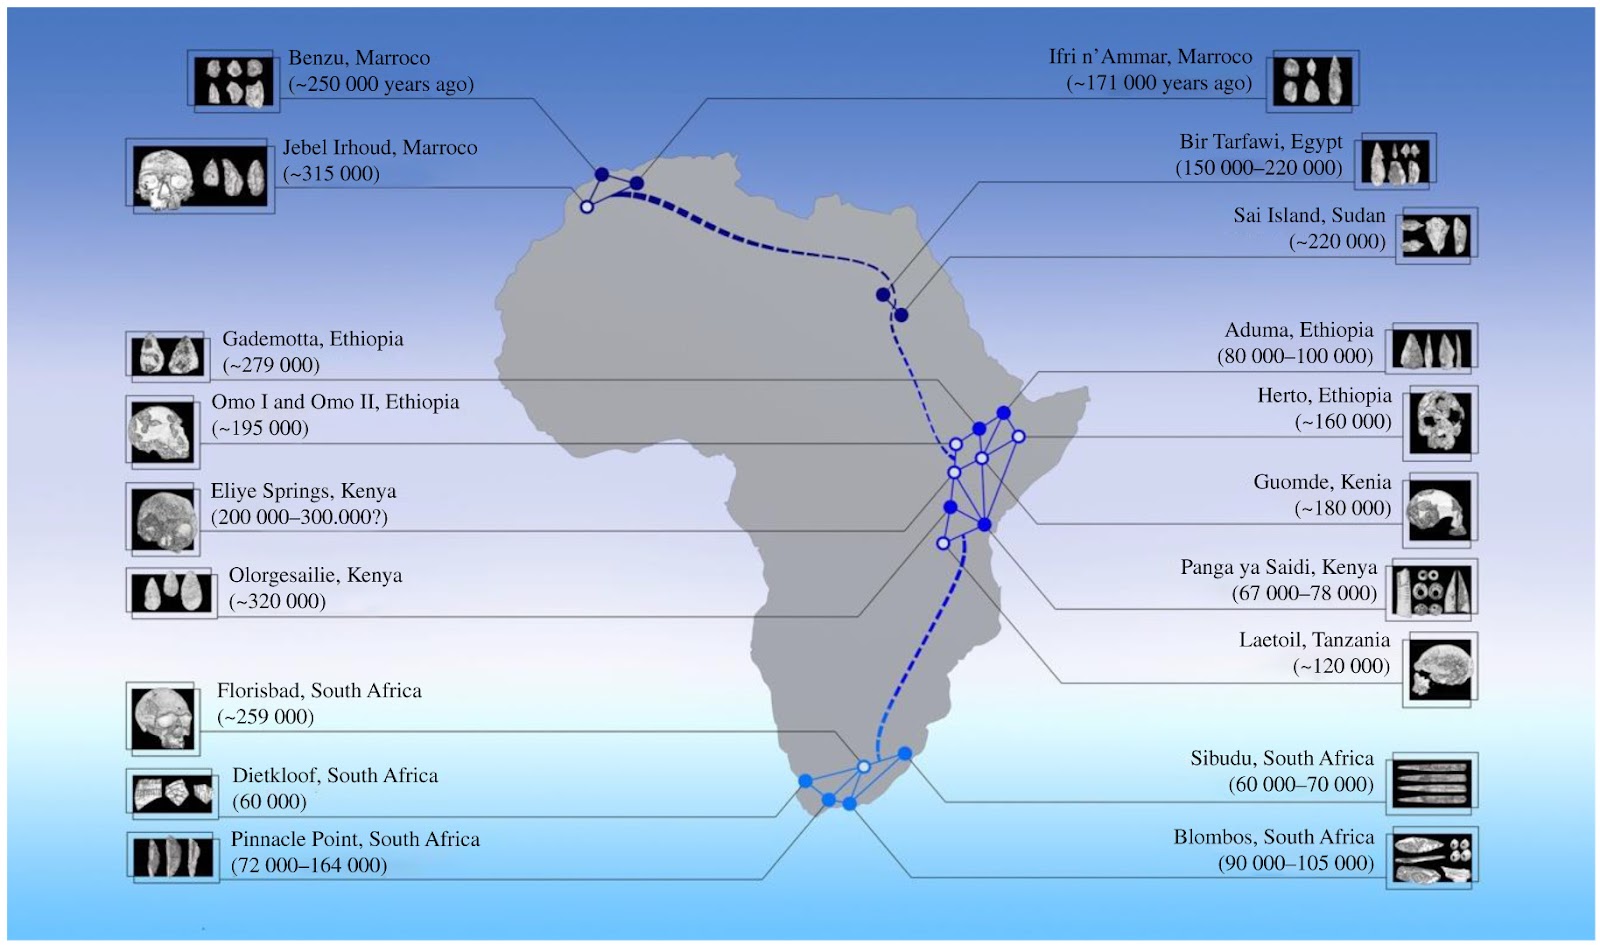 Benzu, Marroco
(~250 000 years ago)
Jebel Irhoud, Marroco
(~315 000)
Gademotta, Ethiopia
(~279 000)
Omo I and Omo II, Ethiopia
(~195 000)
Eliye Springs, Kenya
(200 000–300.000?)
Olorgesailie, Kenya
(~320 000)
Florisbad, South Africa
(~259 000)
Dietkloof, South Africa
(60 000)
Pinnacle Point, South Africa
(72 000–164 000)
Ifri n’Ammar, Marroco
(~171 000 years ago)
Bir Tarfawi, Egypt
(150 000–220 000)
Sai Island, Sudan
(~220 000)
Aduma, Ethiopia
(80 000–100 000)
Herto, Ethiopia
(~160 000)
Guomde, Kenia
(~180 000)
Panga ya Saidi, Kenya
(67 000–78 000)
Laetoil, Tanzania
(~120 000)
Sibudu, South Africa
(60 000–70 000)
Blombos, South Africa
(90 000–105 000)